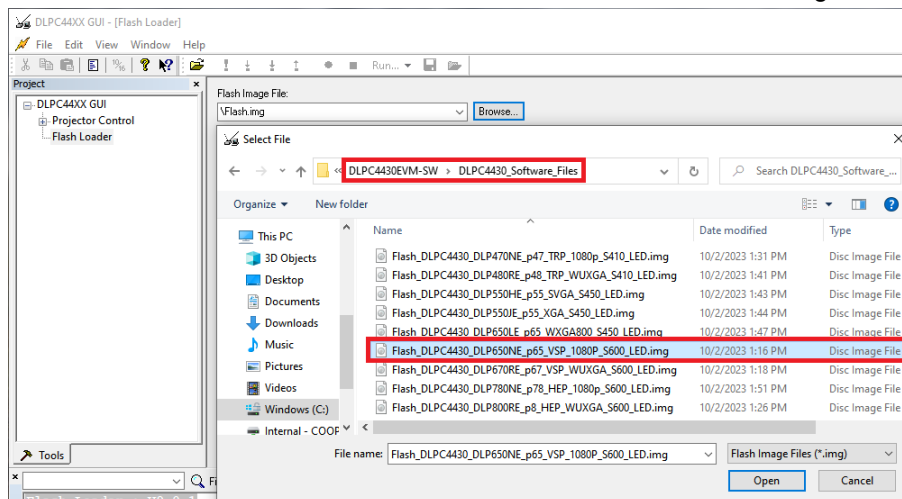 DLPC44XX GUI - [Flash Loader]
File Edit View Window Help
Run...
Project
×
Flash Image File:
\Flash.img
Browse...
DLPC44XX GUI
Projector Control
Flash Loader
Select File
DLPC4430EVM-SW > DLPC4430_Software_Files
Search DLPC4430_Software_...
Organize
New folder
Name
Date modified
Type
This PC
3D Objects
Desktop
Documents
Downloads
Music
Pictures
Videos
Windows (C:)
Internal - COOP
Flash_DLPC4430_DLP470NE_p47_TRP_1080p_S410_LED.img 10/2/2023 1:31 PM Disc Image File
Flash_DLPC4430_DLP480RE_p48_TRP_WUXGA_S410_LED.img 10/2/2023 1:41 PM Disc Image File
Flash_DLPC4430_DLP550HE_p55_SVGA_S450_LED.img 10/2/2023 1:43 PM Disc Image File
Flash_DLPC4430_DLP550JE_p55_XGA_S450_LED.img 10/2/2023 1:44 PM Disc Image File
Flash_DLPC4430_DLP650LE_p65_WXGA800_S450_LED.img 10/2/2023 1:47 PM Disc Image File
Flash_DLPC4430_DLP650NE_p65_VSP_1080P_S600_LED.img 10/2/2023 1:16 PM Disc Image File
Flash_DLPC4430_DLP670RE_p67_VSP_WUXGA_S600_LED.img 10/2/2023 1:18 PM Disc Image File
Flash_DLPC4430_DLP780NE_p78_HEP_1080p_S600_LED.img 10/2/2023 1:51 PM Disc Image File
Flash_DLPC4430_DLP800RE_p8_HEP_WUXGA_S600_LED.img 10/2/2023 1:26 PM Disc Image File
File name: Flash_DLPC4430_DLP650NE_p65_VSP_1080P_S600_LED.img
Flash Image Files (*.img)
Open
Cancel
Tools
Fi